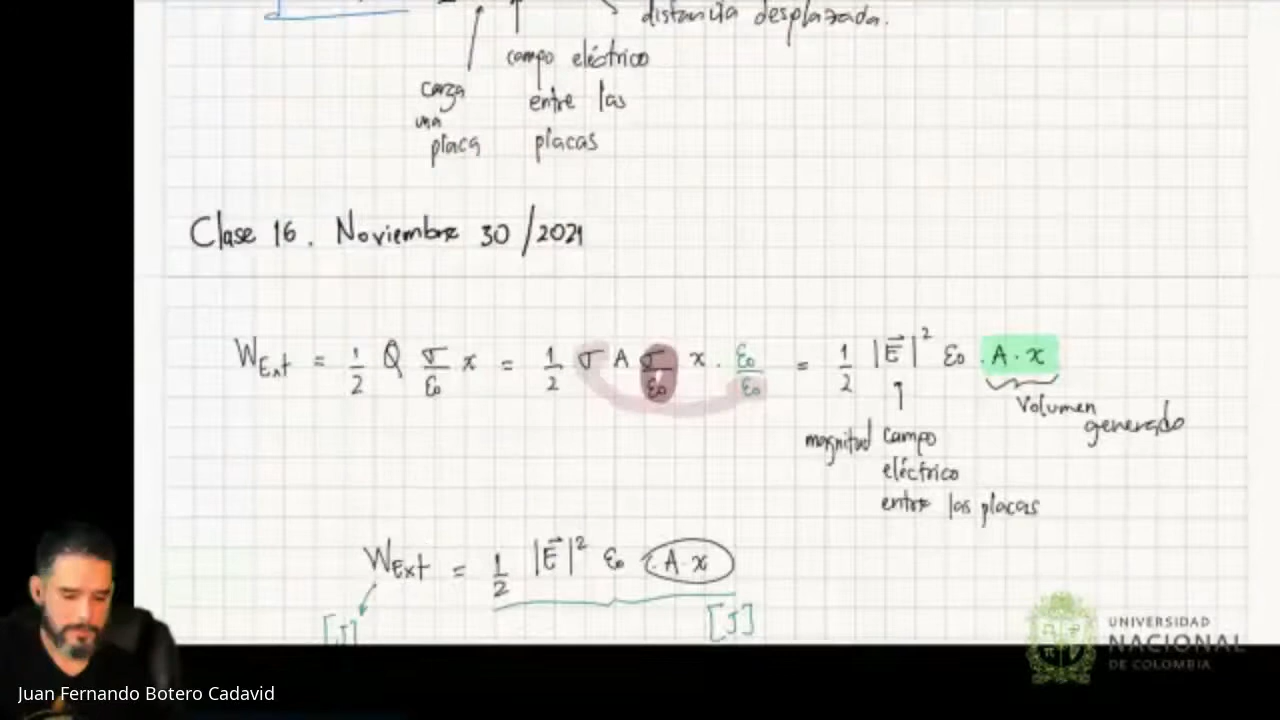 distancia desplazada.
campo eléctrico
carga
entre las
una
placa
placas
Clase 16. Noviembre 30/2021
W_Ext = 1/2 Q σ/ε₀ x = 1/2 σ A σ/ε₀ x · ε₀/ε₀ = 1/2 |E⃗|² ε₀ · A · x
Volumen
generado
magnitud campo
eléctrico
entre las placas
W_Ext = 1/2 |E⃗|² ε₀ · A · x
[J] [J]
UNIVERSIDAD
NACIONAL
DE COLOMBIA
Juan Fernando Botero Cadavid